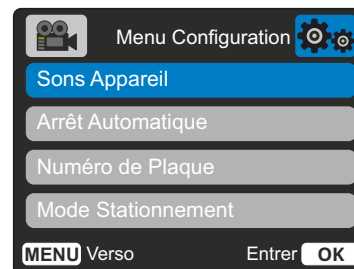 Menu Configuration
Sons Appareil
Arrêt Automatique
Numéro de Plaque
Mode Stationnement
MENU Verso Entrer OK